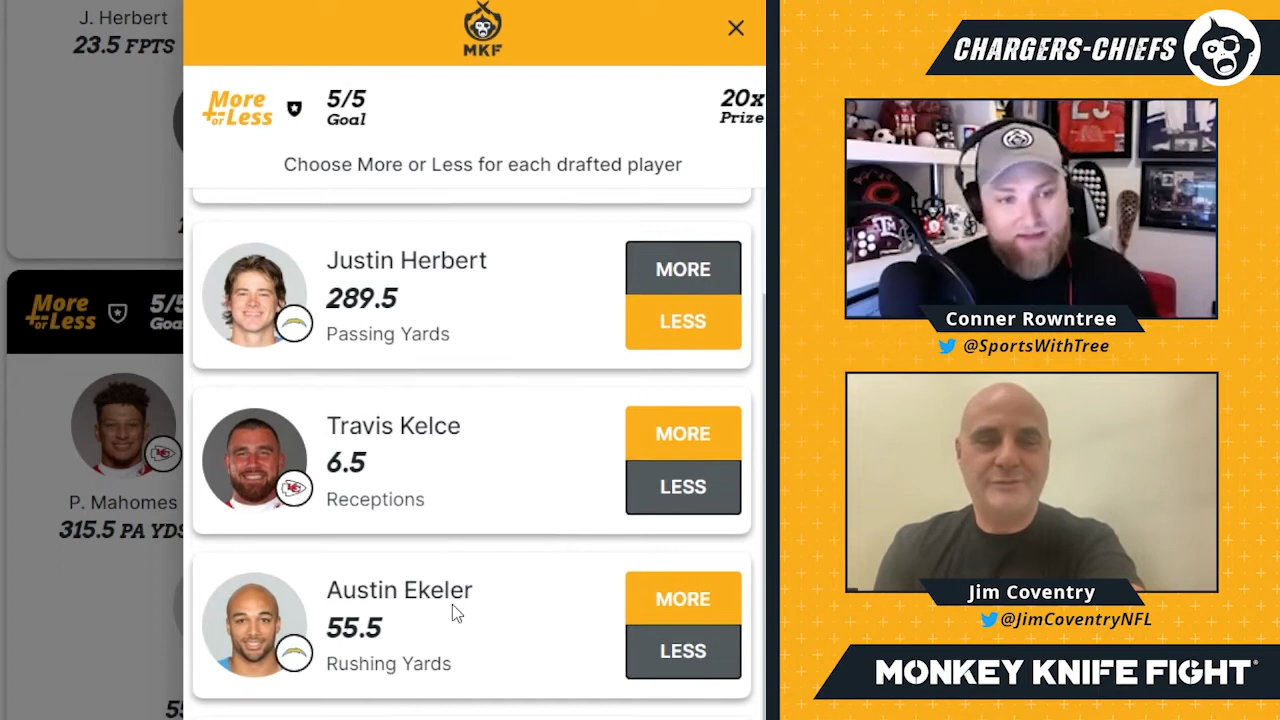 J. Herbert
23.5 FPTS
More
or Less
5/5
P. Mahomes
315.5 PA YDS
MKF
More
or Less
5/5
Goal
20x
Prize
Choose More or Less for each drafted player
Justin Herbert
289.5
Passing Yards
MORE
LESS
Travis Kelce
6.5
Receptions
MORE
LESS
Austin Ekeler
55.5
Rushing Yards
MORE
LESS
CHARGERS-CHIEFS
Conner Rowntree
@SportsWithTree
Jim Coventry
@JimCoventryNFL
MONKEY KNIFE FIGHT